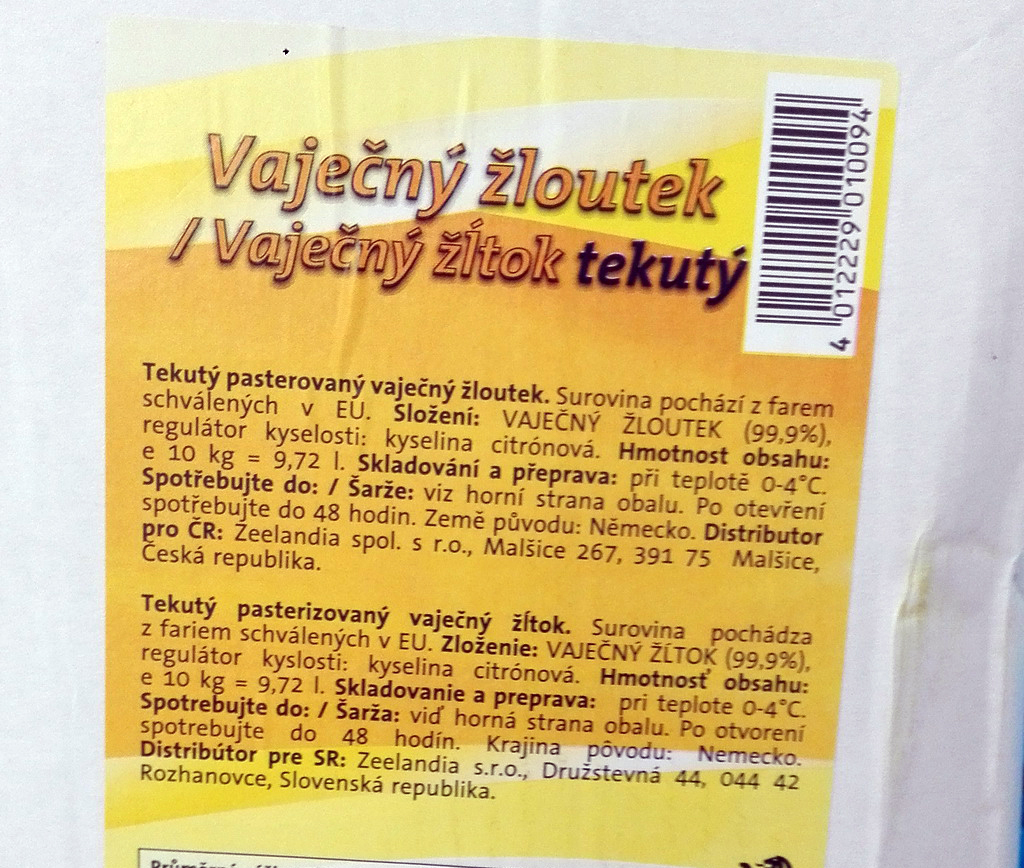 Vaječný žloutek
/ Vaječný žĺtok tekutý
4 012229 010094
Tekutý pasterovaný vaječný žloutek. Surovina pochází z farem
schválených v EU. Složení: VAJEČNÝ ŽLOUTEK (99,9%),
regulátor kyselosti: kyselina citrónová. Hmotnost obsahu:
e 10 kg = 9,72 l. Skladování a přeprava: při teplotě 0-4°C.
Spotřebujte do: / Šarže: viz horní strana obalu. Po otevření
spotřebujte do 48 hodin. Země původu: Německo. Distributor
pro ČR: Zeelandia spol. s r.o., Malšice 267, 391 75 Malšice,
Česká republika.
Tekutý pasterizovaný vaječný žĺtok. Surovina pochádza
z fariem schválených v EU. Zloženie: VAJEČNÝ ŽĹTOK (99,9%),
regulátor kyslosti: kyselina citrónová. Hmotnosť obsahu:
e 10 kg = 9,72 l. Skladovanie a preprava: pri teplote 0-4°C.
Spotrebujte do: / Šarža: viď horná strana obalu. Po otvorení
spotrebujte do 48 hodín. Krajina pôvodu: Nemecko.
Distribútor pre SR: Zeelandia s.r.o., Družstevná 44, 044 42
Rozhanovce, Slovenská republika.